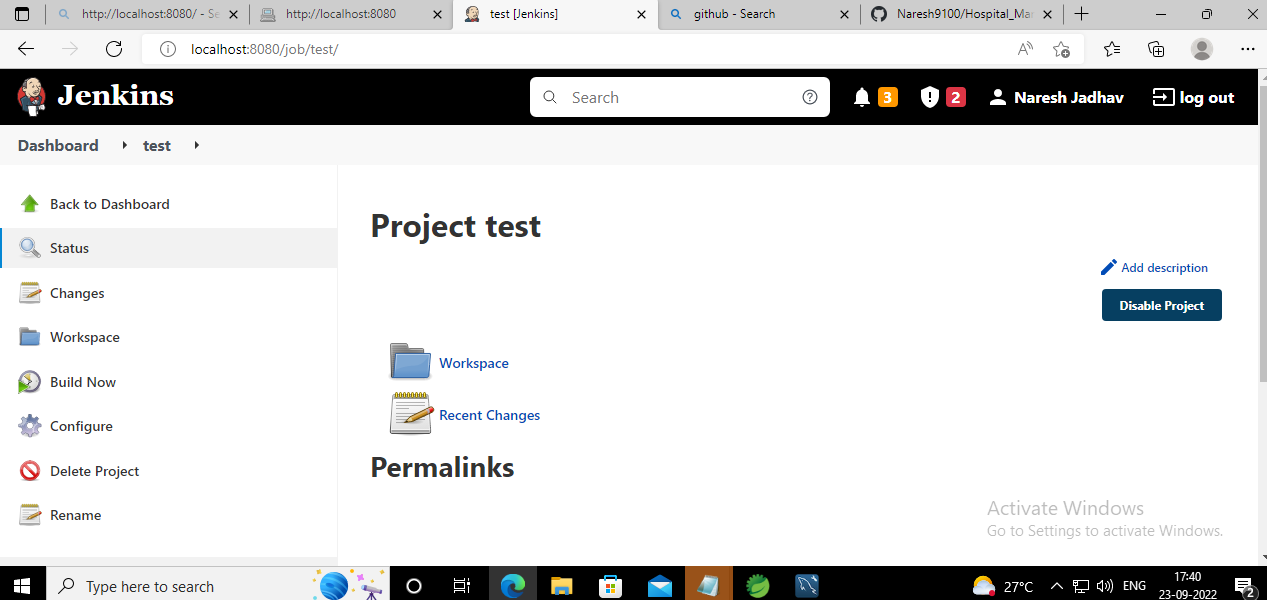 http://localhost:8080/ - Se
http://localhost:8080
test [Jenkins]
github - Search
Naresh9100/Hospital_Ma
localhost:8080/job/test/
Jenkins
Search
3
2
Naresh Jadhav
log out
Dashboard
test
Back to Dashboard
Status
Changes
Workspace
Build Now
Configure
Delete Project
Rename
Project test
Add description
Disable Project
Workspace
Recent Changes
Permalinks
Activate Windows
Go to Settings to activate Windows.
Type here to search
27°C
ENG
17:40
23-09-2022
2